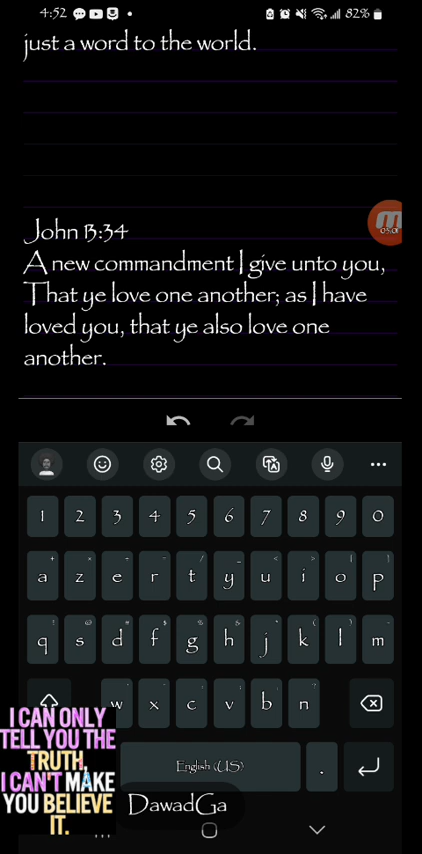 4:52
82%
just a word to the world.
03:01
John 13:34
A new commandment I give unto you,
That ye love one another; as I have
loved you, that ye also love one
another.
1 2 3 4 5 6 7 8 9 0
a z e r t y u i o p
q s d f g h j k l m
w x c v b n
English (US) .
I CAN ONLY
TELL YOU THE
TRUTH,
I CAN'T MAKE
YOU BELIEVE
IT.
DawadGa